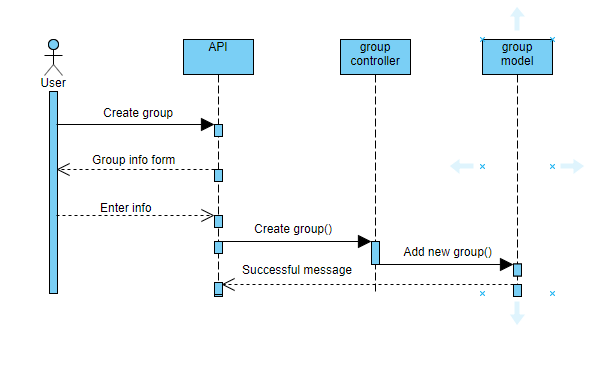 API
group
controller
group
model
User
Create group
Group info form
Enter info
Create group()
Add new group()
Successful message